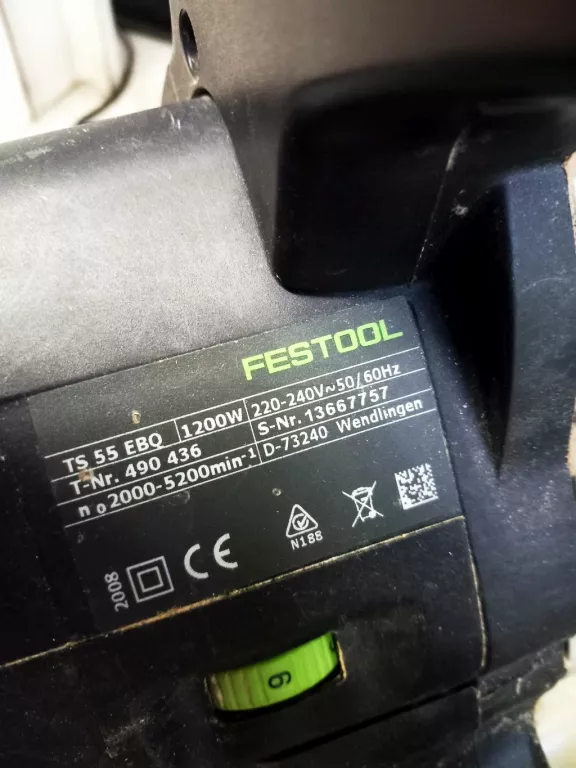 FESTOOL
TS 55 EBQ 1200W 220-240V~50/60Hz
T-Nr. 490 436 S-Nr. 13667757
n₀2000-5200min⁻¹ D-73240 Wendlingen
2008 CE N188
6